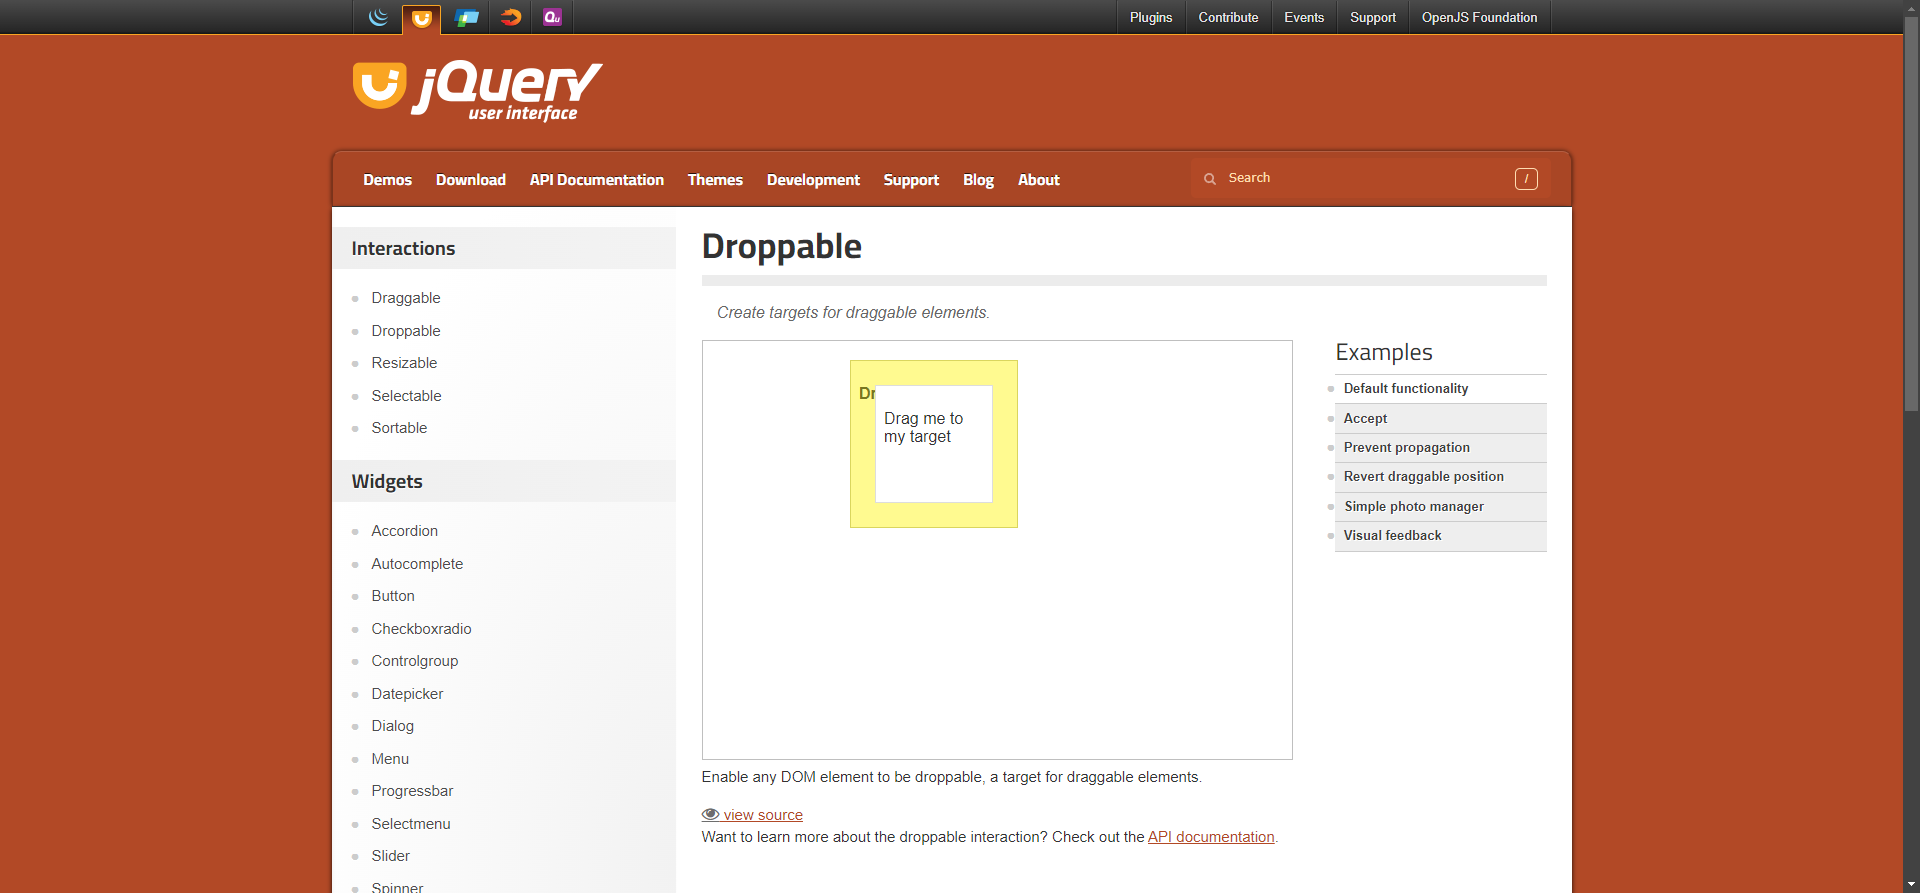 Plugins
Contribute
Events
Support
OpenJS Foundation
Qu
jQuery
user interface
Demos
Download
API Documentation
Themes
Development
Support
Blog
About
Search
/
Interactions
Draggable
Droppable
Resizable
Selectable
Sortable
Widgets
Accordion
Autocomplete
Button
Checkboxradio
Controlgroup
Datepicker
Dialog
Menu
Progressbar
Selectmenu
Slider
Spinner
Droppable
Create targets for draggable elements.
Dr
Drag me to
my target
Examples
Default functionality
Accept
Prevent propagation
Revert draggable position
Simple photo manager
Visual feedback
Enable any DOM element to be droppable, a target for draggable elements.
view source
Want to learn more about the droppable interaction? Check out the API documentation.